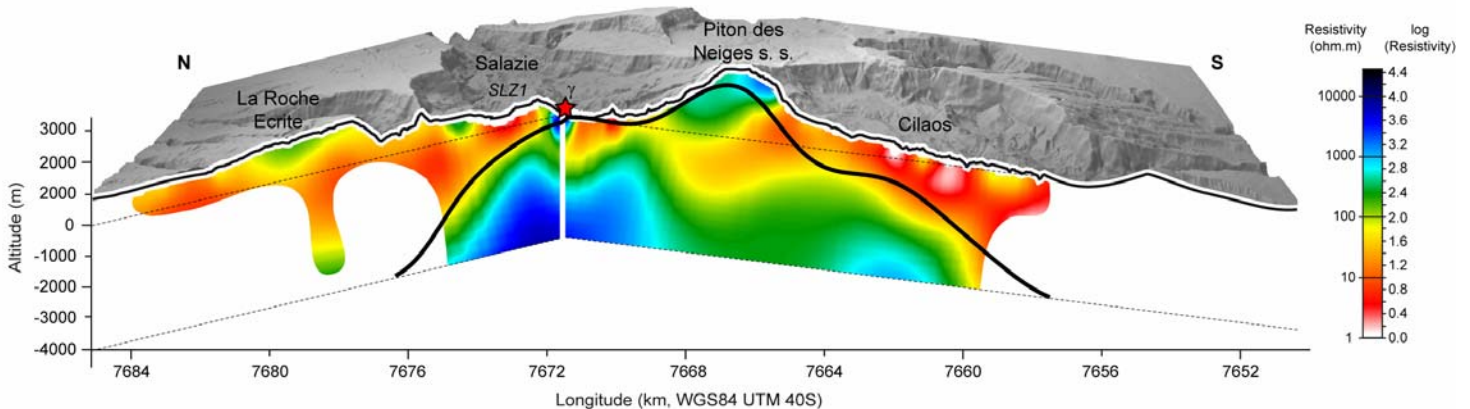 Piton des
Neiges s. s.
Salazie
SLZ1
γ
N
S
La Roche
Ecrite
Cilaos
Resistivity
(ohm.m)
log
(Resistivity)
10000
1000
100
10
1
4.4
4.0
3.6
3.2
2.8
2.4
2.0
1.6
1.2
0.8
0.4
0.0
Altitude (m)
3000
2000
2000
0
-1000
-2000
-3000
-4000
7684
7680
7676
7672
7668
7664
7660
7656
7652
Longitude (km, WGS84 UTM 40S)